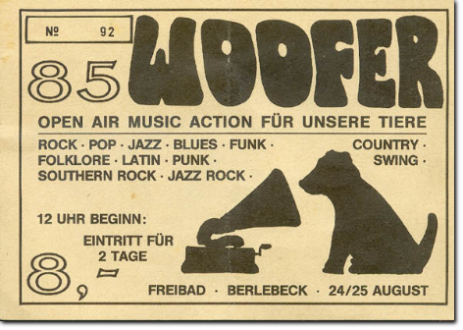 No 92
85 WOOFER
OPEN AIR MUSIC ACTION FÜR UNSERE TIERE
ROCK · POP · JAZZ · BLUES · FUNK · COUNTRY ·
FOLKLORE · LATIN · PUNK · SWING ·
SOUTHERN ROCK · JAZZ ROCK ·
12 UHR BEGINN:
EINTRITT FÜR
2 TAGE
8,-
FREIBAD · BERLEBECK · 24/25 AUGUST